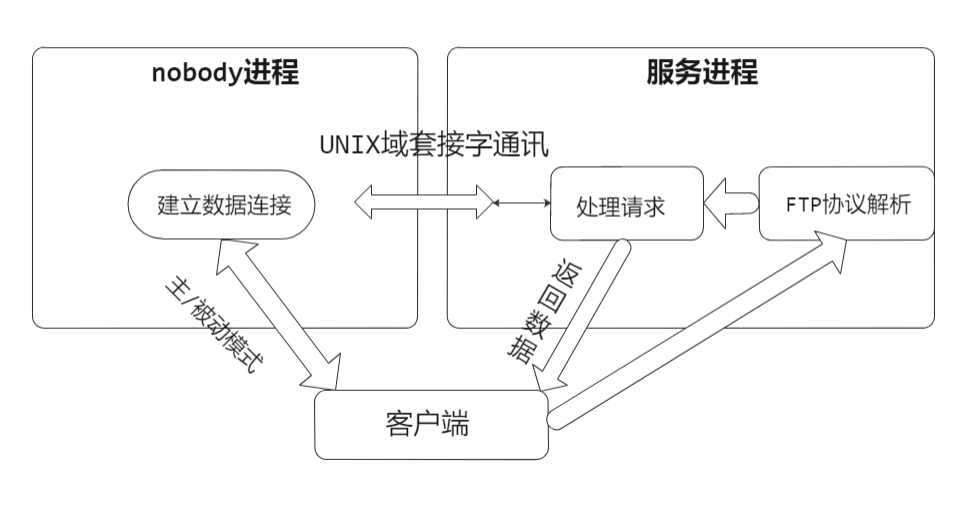 nobody进程
服务进程
UNIX域套接字通讯
建立数据连接
处理请求
FTP协议解析
主/被动模式
返回数据
客户端